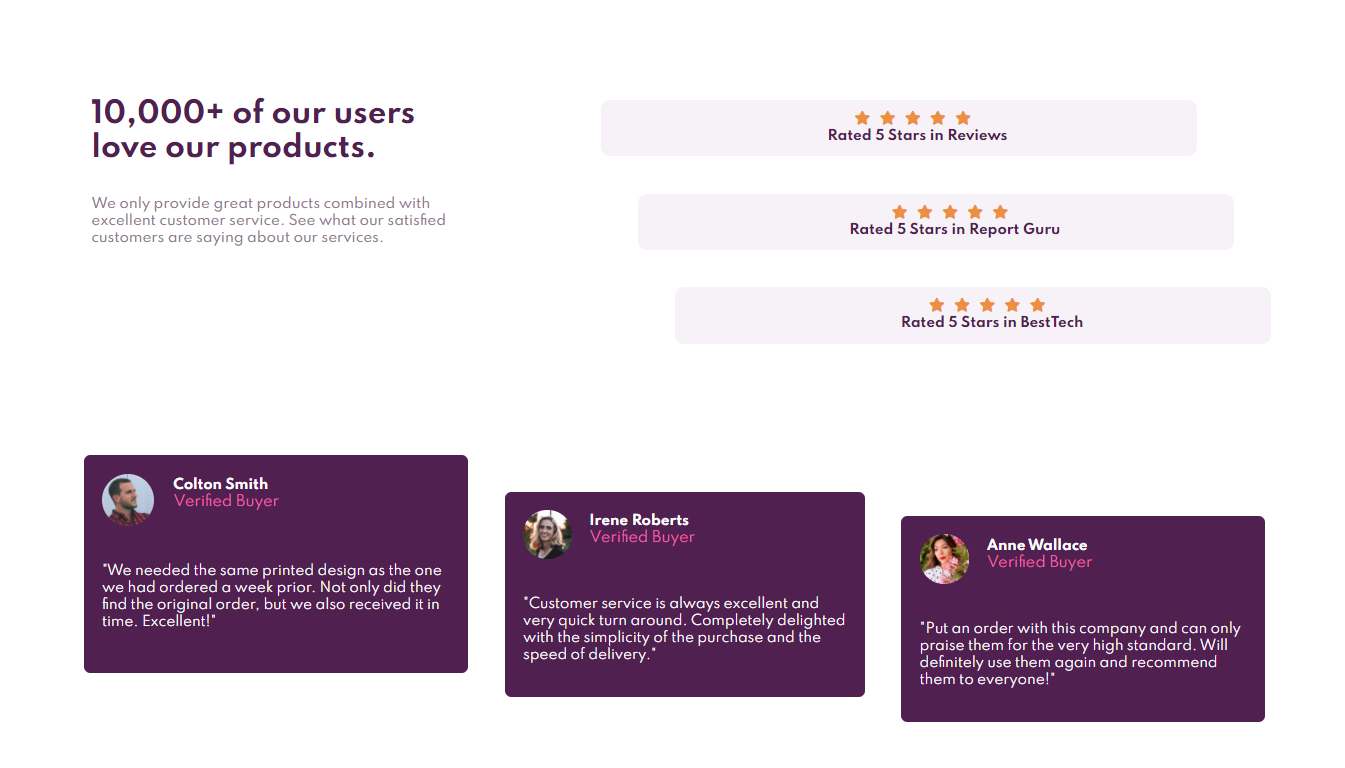 10,000+ of our users
love our products.
We only provide great products combined with
excellent customer service. See what our satisfied
customers are saying about our services.
Rated 5 Stars in Reviews
Rated 5 Stars in Report Guru
Rated 5 Stars in BestTech
Colton Smith
Verified Buyer
"We needed the same printed design as the one
we had ordered a week prior. Not only did they
find the original order, but we also received it in
time. Excellent!"
Irene Roberts
Verified Buyer
"Customer service is always excellent and
very quick turn around. Completely delighted
with the simplicity of the purchase and the
speed of delivery."
Anne Wallace
Verified Buyer
"Put an order with this company and can only
praise them for the very high standard. Will
definitely use them again and recommend
them to everyone!"